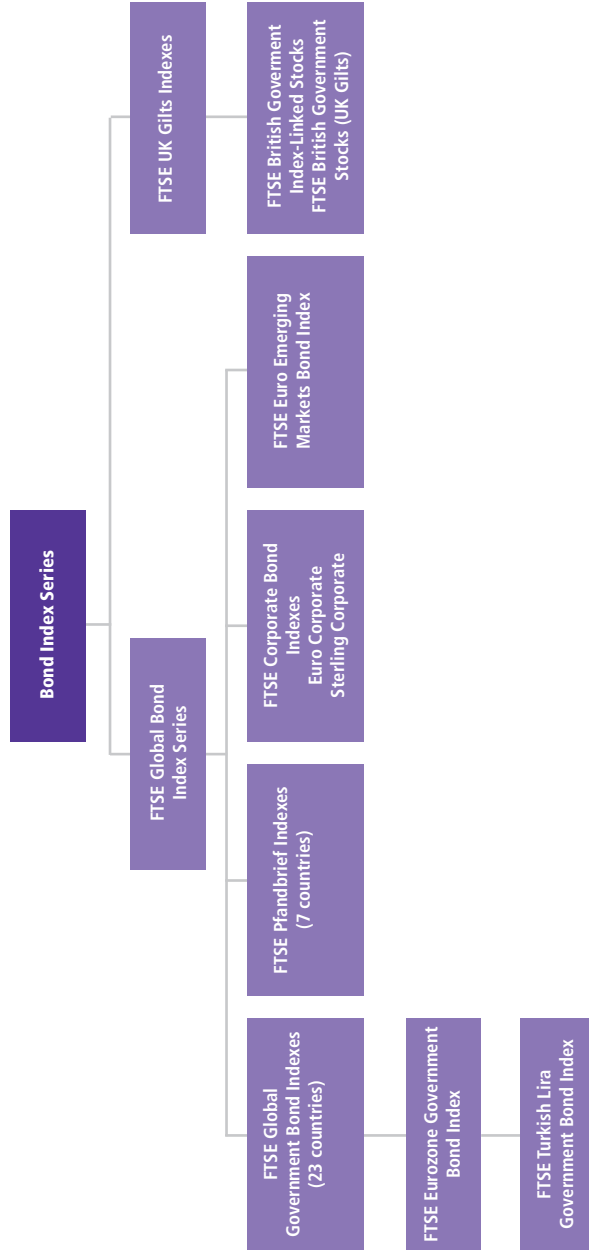 Bond Index Series
FTSE Global Bond
Index Series
FTSE UK Gilts Indexes
FTSE Global
Government Bond Indexes
(23 countries)
FTSE Pfandbrief Indexes
(7 countries)
FTSE Corporate Bond
Indexes
Euro Corporate
Sterling Corporate
FTSE Euro Emerging
Markets Bond Index
FTSE British Goverment
Index-Linked Stocks
FTSE British Government
Stocks (UK Gilts)
FTSE Eurozone Government
Bond Index
FTSE Turkish Lira
Government Bond Index